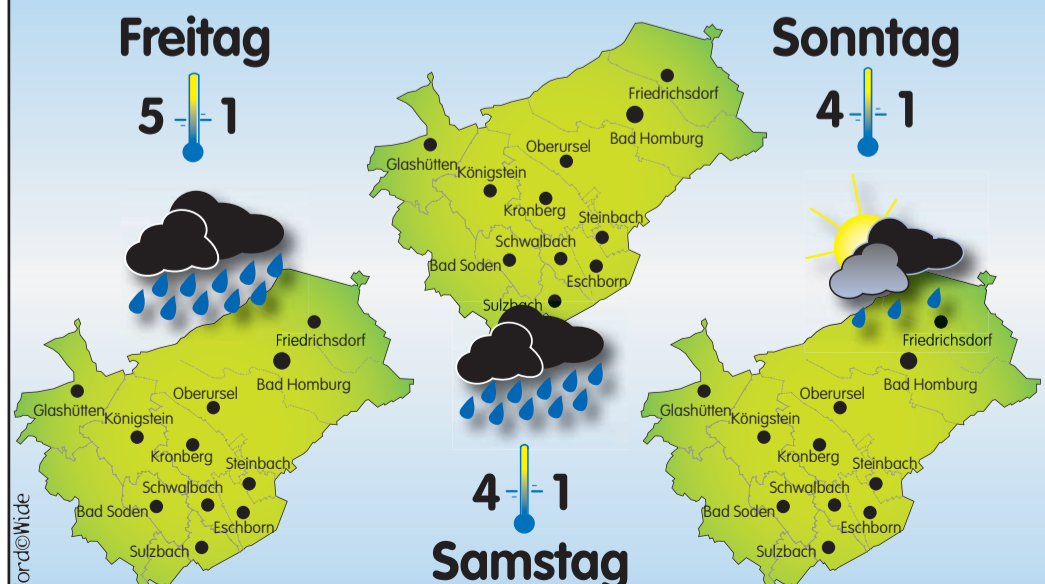 Freitag
5 1
Friedrichsdorf
Bad Homburg
Glashütten
Oberursel
Königstein
Kronberg
Steinbach
Schwalbach
Bad Soden
Eschborn
Sulzbach
Friedrichsdorf
Bad Homburg
Oberursel
Glashütten
Königstein
Kronberg
Steinbach
Schwalbach
Bad Soden
Eschborn
Sulzbach
4 1
Samstag
Sonntag
4 1
Friedrichsdorf
Bad Homburg
Glashütten
Oberursel
Königstein
Kronberg
Steinbach
Schwalbach
Bad Soden
Eschborn
Sulzbach
ord©Wide